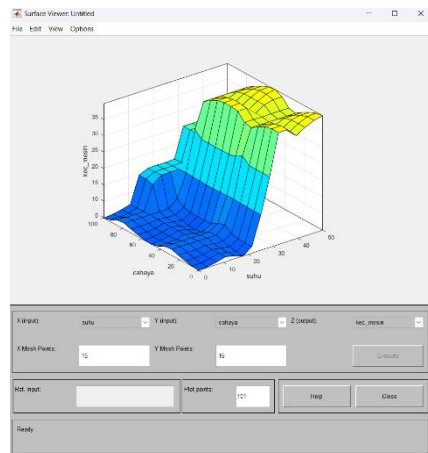 Surface Viewer: Untitled
File Edit View Options
35
30
25
20
15
10
5
kec_mesin
100
80
60
40
20
0
cahaya
0
10
20
30
40
50
suhu
X (input): suhu Y (input): cahaya Z (output): kec_mesin
X Mesh Points: 15 Y Mesh Points: 15 Evaluate
Ref. Input: Plot points: 101 Help Close
Ready